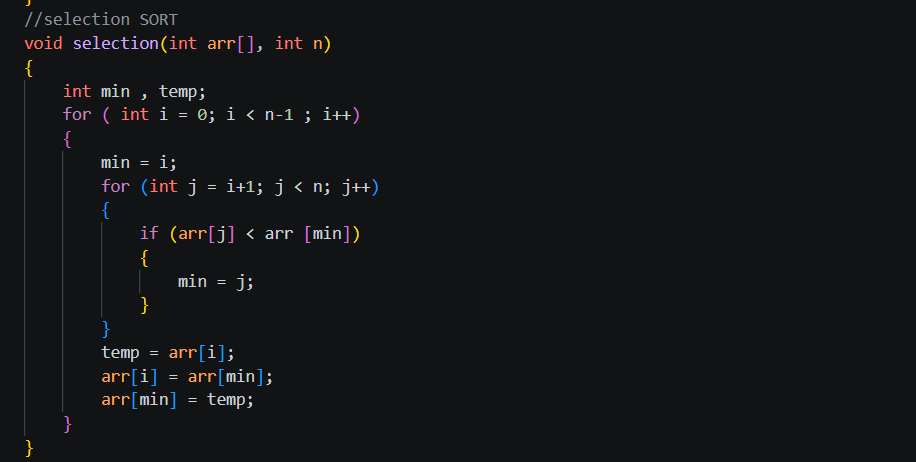 }
//selection SORT
void selection(int arr[], int n)
{
    int min , temp;
    for ( int i = 0; i < n-1 ; i++)
    {
        min = i;
        for (int j = i+1; j < n; j++)
        {
            if (arr[j] < arr [min])
            {
                min = j;
            }
        }
        temp = arr[i];
        arr[i] = arr[min];
        arr[min] = temp;
    }
}